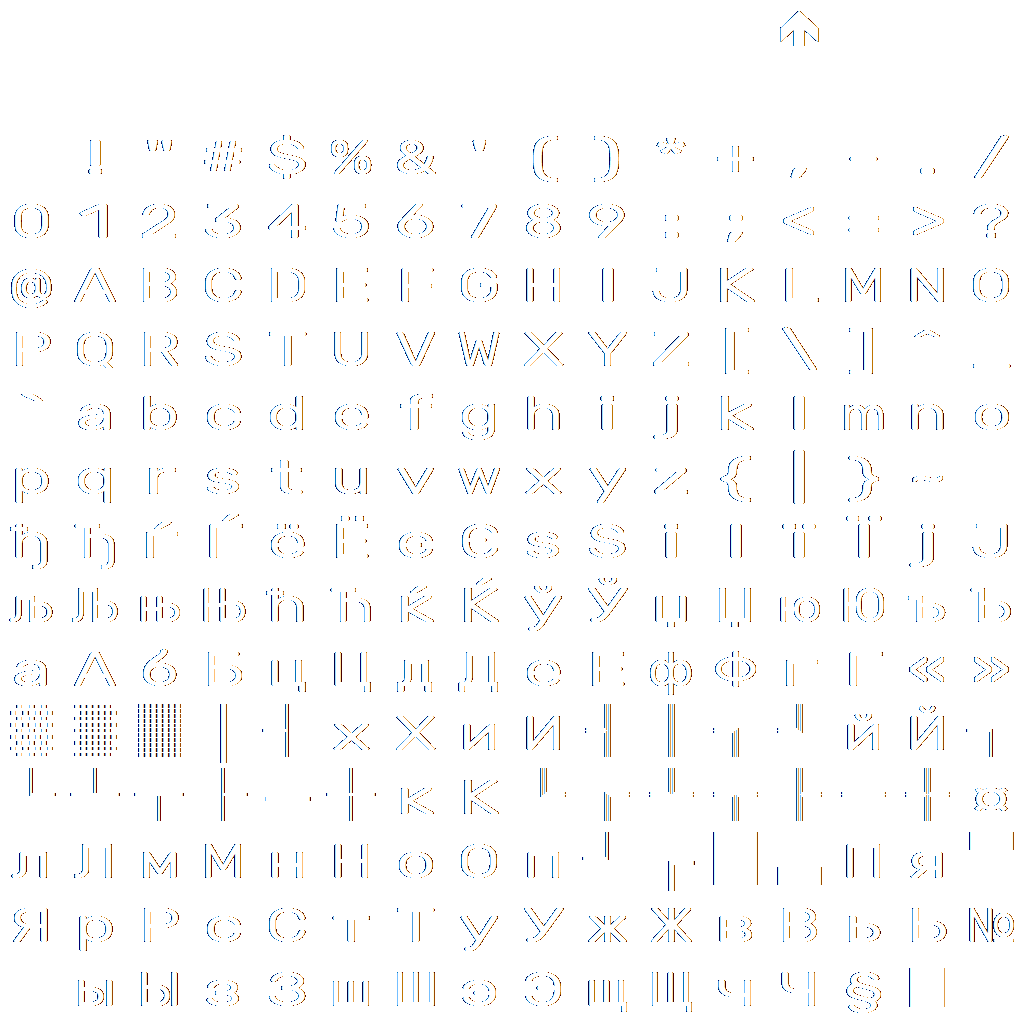 ↑
! " # $ % & ' ( ) * + , - . /
0 1 2 3 4 5 6 7 8 9 : ; < = > ?
@ A B C D E F G H I J K L M N O
P Q R S T U V W X Y Z [ \ ] ^ _
` a b c d e f g h i j k l m n o
p q r s t u v w x y z { | } ~
ђ Ђ ѓ Ѓ ё Ё є Є ѕ Ѕ і І ї Ї ј Ј
љ Љ њ Њ ћ Ћ ќ Ќ ў Ў џ Џ ю Ю ъ Ъ
а А б Б ц Ц д Д е Е ф Ф г Г « »
░ ▒ ▓ │ ┤ х Х и И ╣ ║ ╗ ╝ й Й ┐
└ ┴ ┬ ├ ─ ┼ к К ╚ ╔ ╩ ╦ ╠ ═ ╬ ¤
л Л м М н Н о О п ┘ ┌ █ ▄ П я ▀
Я р Р с С т Т у У ж Ж в В ь Ь №
ы Ы з З ш Ш э Э щ Щ ч Ч § ■